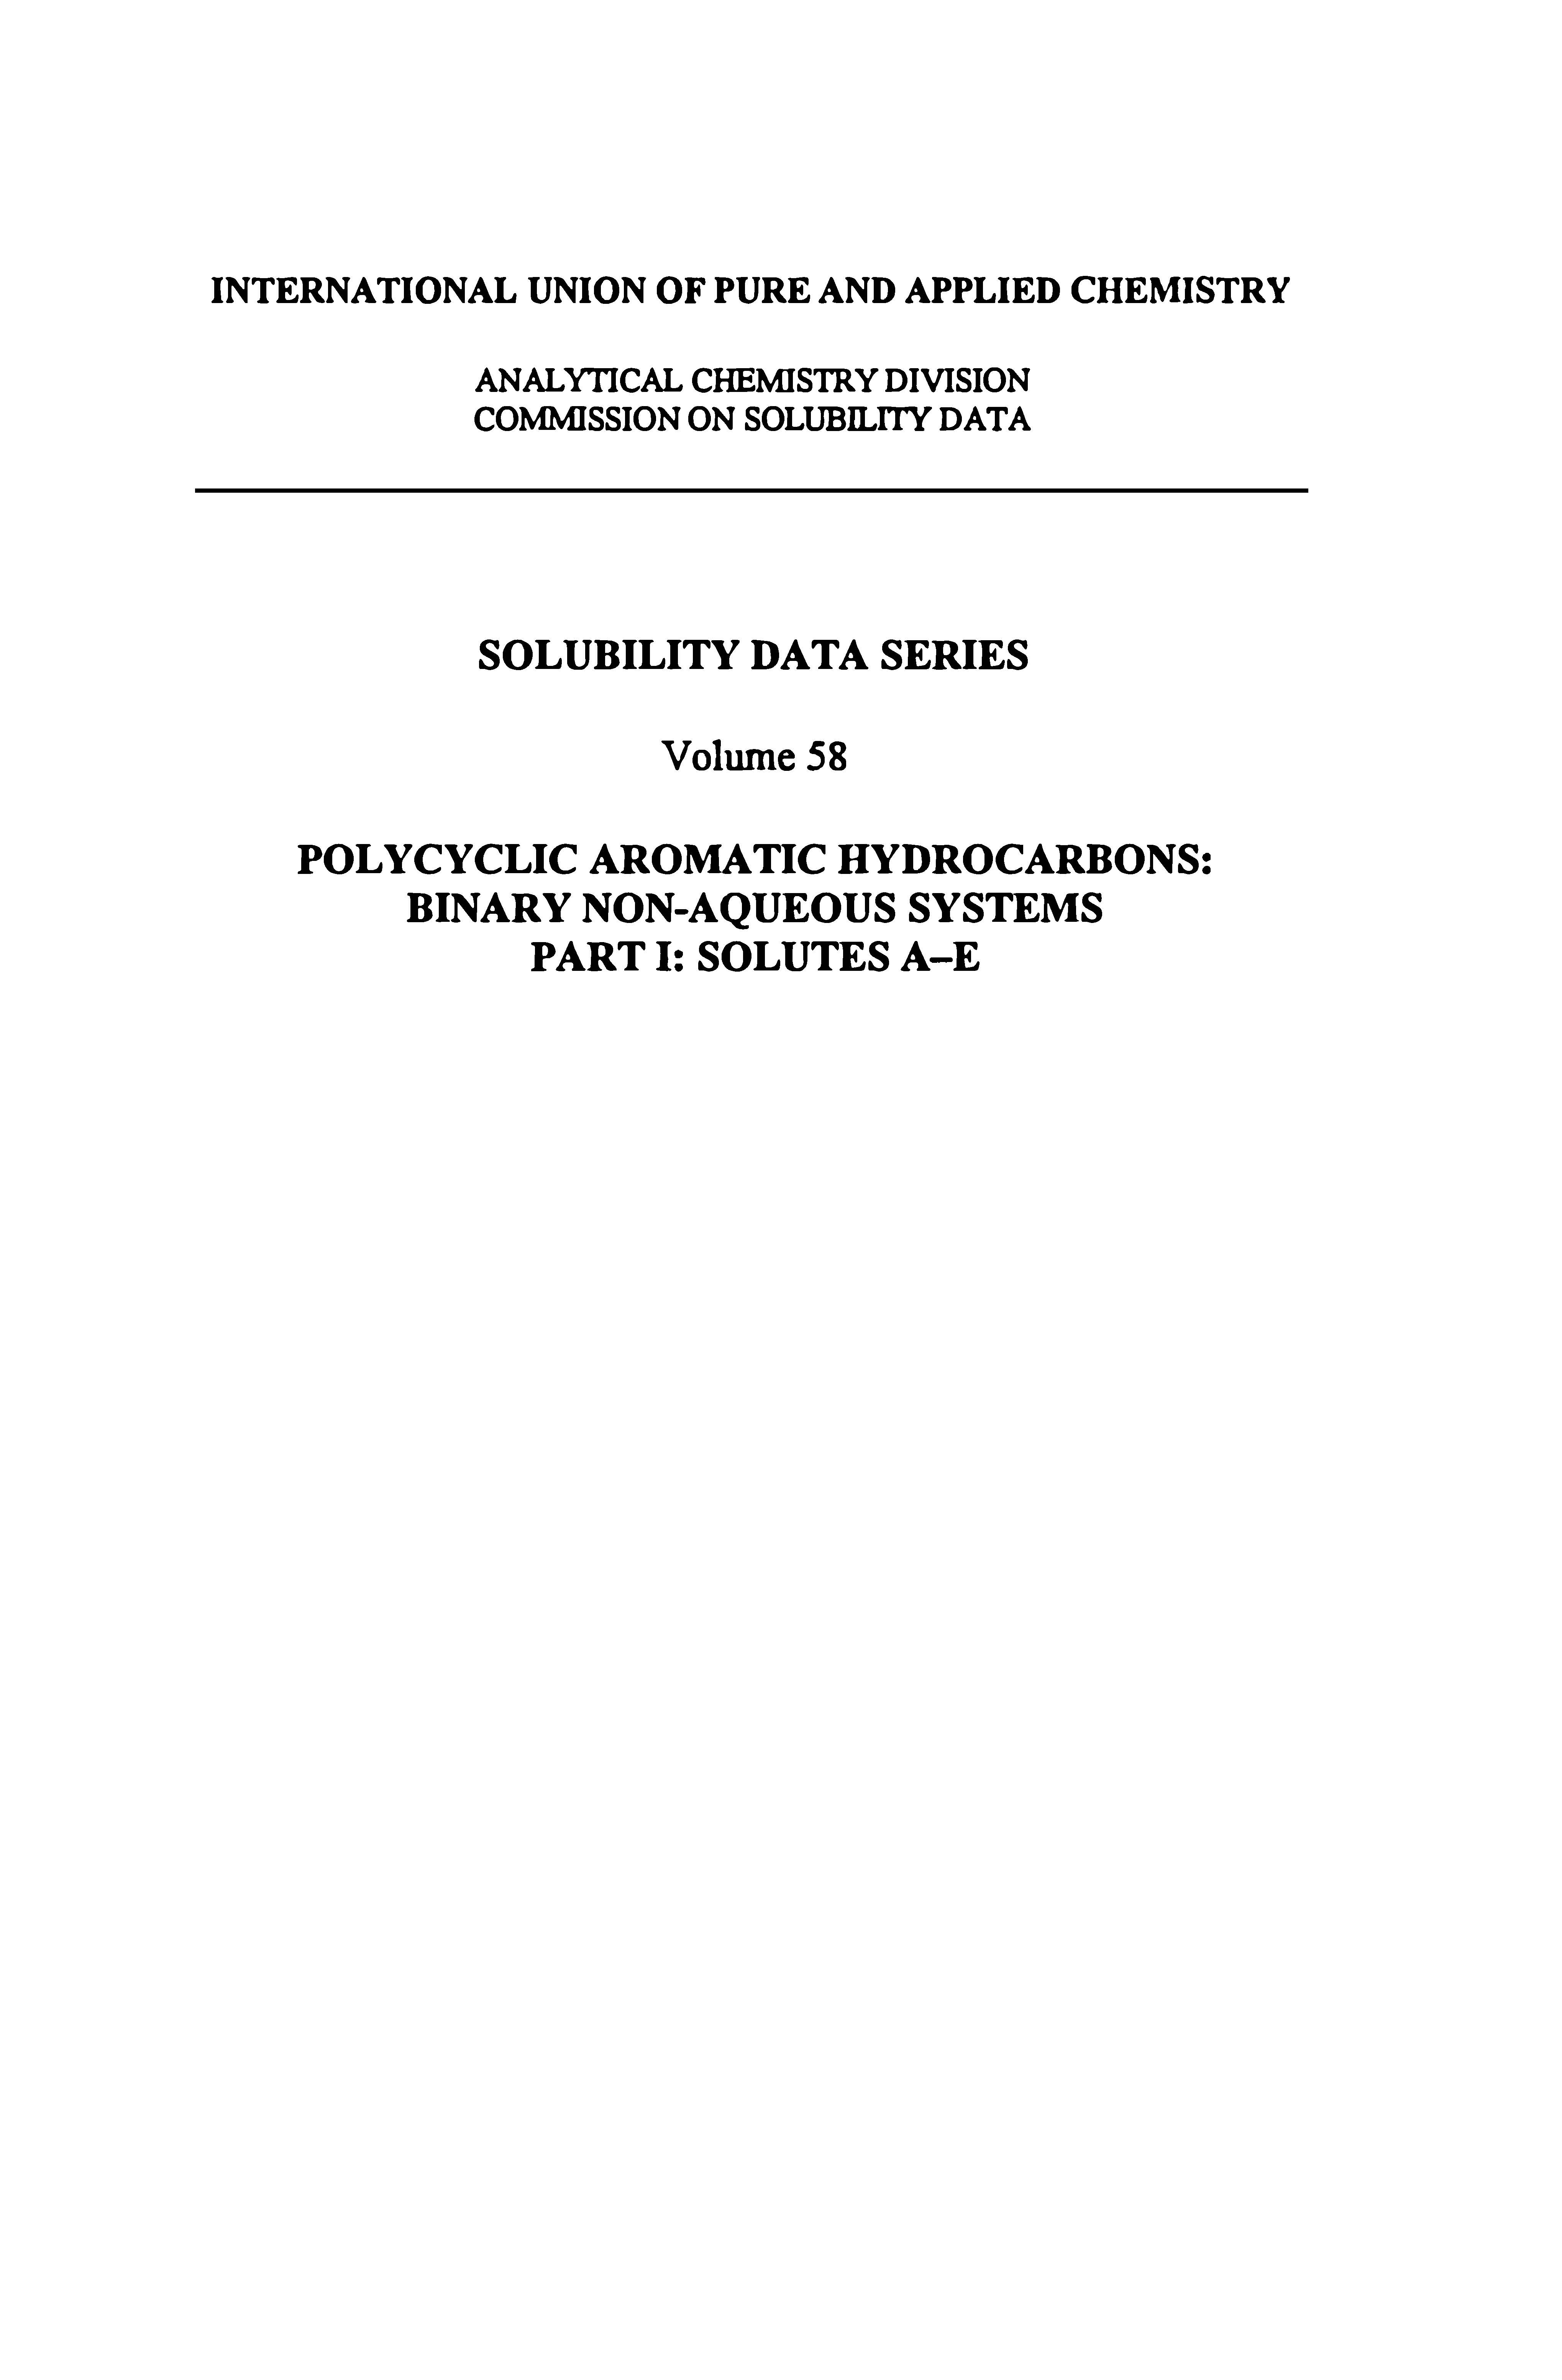 INTERNATIONAL UNION OF PURE AND APPLIED CHEMISTRY
ANALYTICAL CHEMISTRY DIVISION
COMMISSION ON SOLUBILITY DATA
SOLUBILITY DATA SERIES
Volume 58
POLYCYCLIC AROMATIC HYDROCARBONS:
BINARY NON-AQUEOUS SYSTEMS
PART I: SOLUTES A–E